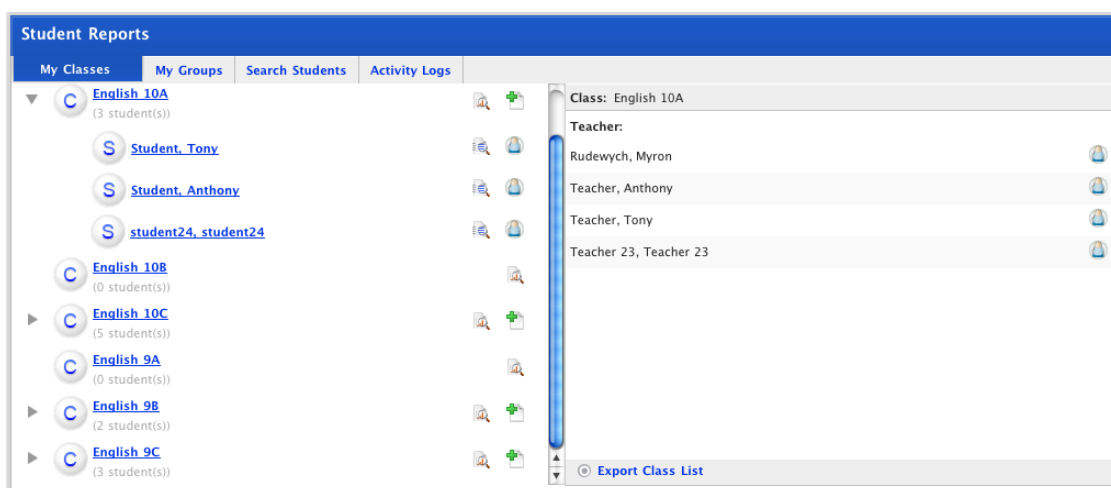 Student Reports
My Classes My Groups Search Students Activity Logs
C English 10A
(3 student(s))
S Student, Tony
S Student, Anthony
S student24, student24
C English 10B
(0 student(s))
C English 10C
(5 student(s))
C English 9A
(0 student(s))
C English 9B
(2 student(s))
C English 9C
(3 student(s))
Class: English 10A
Teacher:
Rudewych, Myron
Teacher, Anthony
Teacher, Tony
Teacher 23, Teacher 23
Export Class List